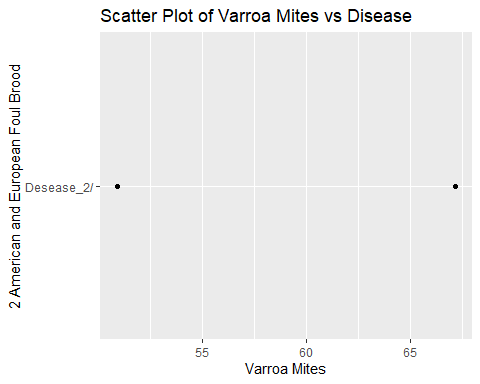 Scatter Plot of Varroa Mites vs Disease
2 American and European Foul Brood
Desease_2/
55
60
65
Varroa Mites